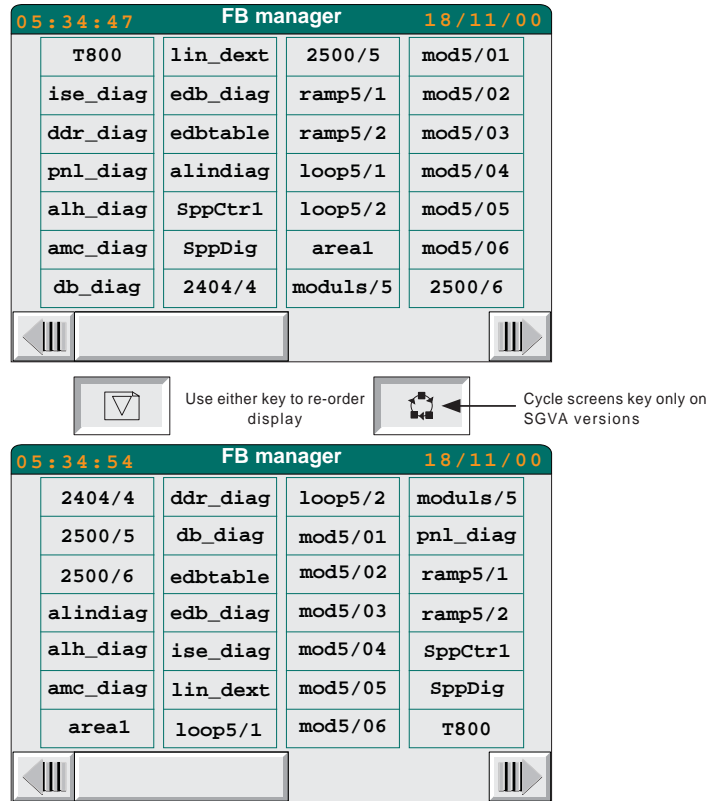 05:34:47 FB manager 18/11/00
T800 lin_dext 2500/5 mod5/01
ise_diag edb_diag ramp5/1 mod5/02
ddr_diag edbtable ramp5/2 mod5/03
pnl_diag alindiag loop5/1 mod5/04
alh_diag SppCtr1 loop5/2 mod5/05
amc_diag SppDig area1 mod5/06
db_diag 2404/4 moduls/5 2500/6
Use either key to re-order
display
Cycle screens key only on
SGVA versions
05:34:54 FB manager 18/11/00
2404/4 ddr_diag loop5/2 moduls/5
2500/5 db_diag mod5/01 pnl_diag
2500/6 edbtable mod5/02 ramp5/1
alindiag edb_diag mod5/03 ramp5/2
alh_diag ise_diag mod5/04 SppCtr1
amc_diag lin_dext mod5/05 SppDig
area1 loop5/1 mod5/06 T800